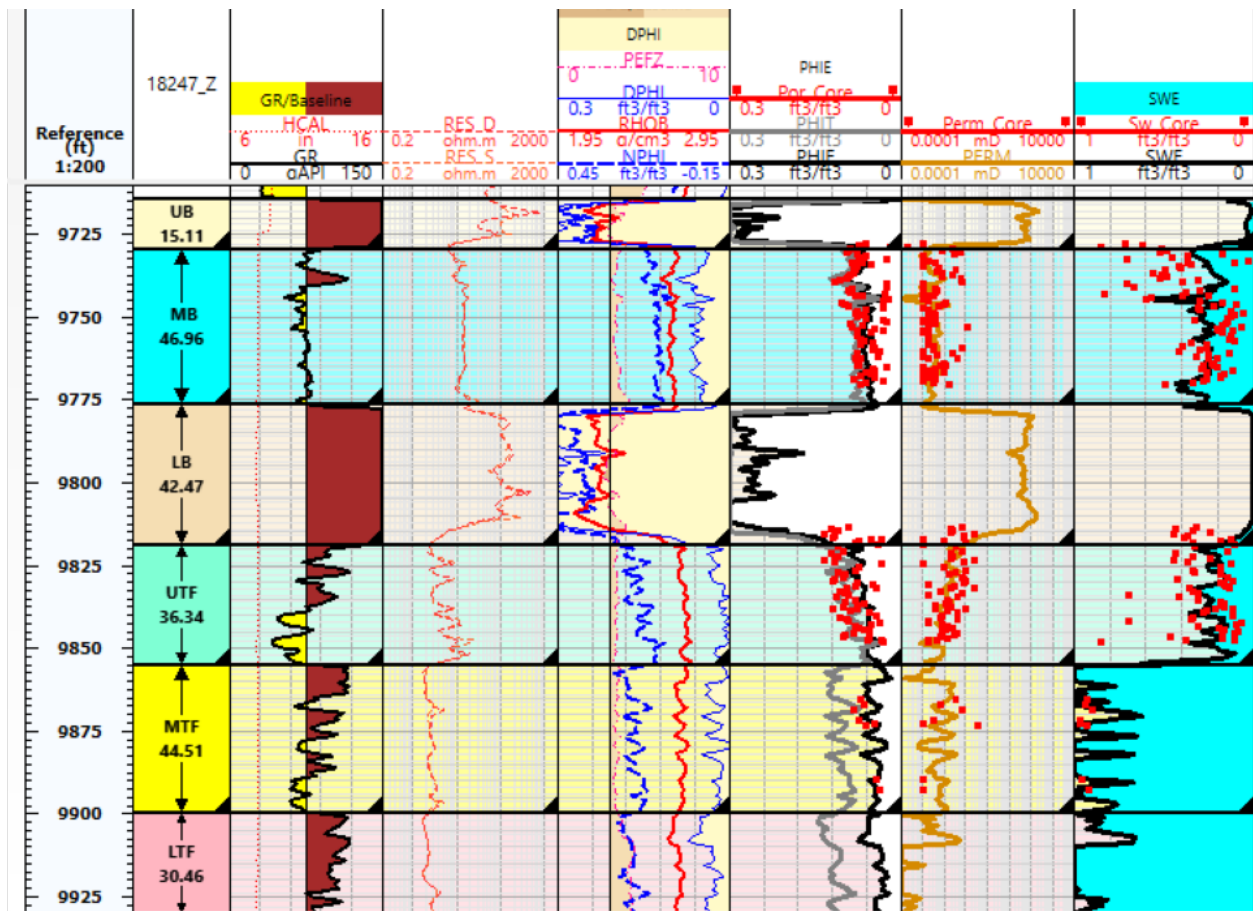 DPHI
PEFZ
0 10
18247_Z
PHIE
GR/Baseline
DPHI
0.3 ft3/ft3 0
Por_Core
0.3 ft3/ft3 0
SWE
Reference
(ft)
1:200
HCAL
6 in 16
GR
0 gAPI 150
RES_D
0.2 ohm.m 2000
RES_S
0.2 ohm.m 2000
RHOB
1.95 g/cm3 2.95
NPHI
0.45 ft3/ft3 -0.15
PHIT
0.3 ft3/ft3 0
PHIE
0.3 ft3/ft3 0
Perm_Core
0.0001 mD 10000
PERM
0.0001 mD 10000
Sw_Core
1 ft3/ft3 0
SWE
1 ft3/ft3 0
UB
15.11
9725
MB
46.96
9750
9775
LB
42.47
9800
9825
UTF
36.34
9850
MTF
44.51
9875
9900
LTF
30.46
9925